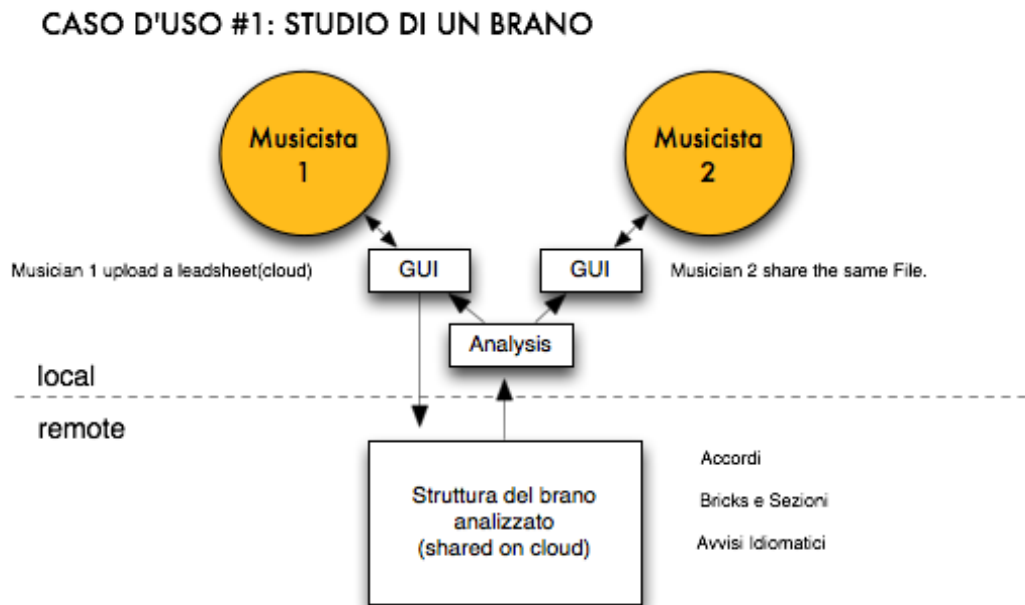 CASO D'USO #1: STUDIO DI UN BRANO
Musicista
1
Musicista
2
Musician 1 upload a leadsheet(cloud)
GUI
GUI
Musician 2 share the same File.
Analysis
local
remote
Struttura del brano
analizzato
(shared on cloud)
Accordi
Bricks e Sezioni
Avvisi Idiomatici